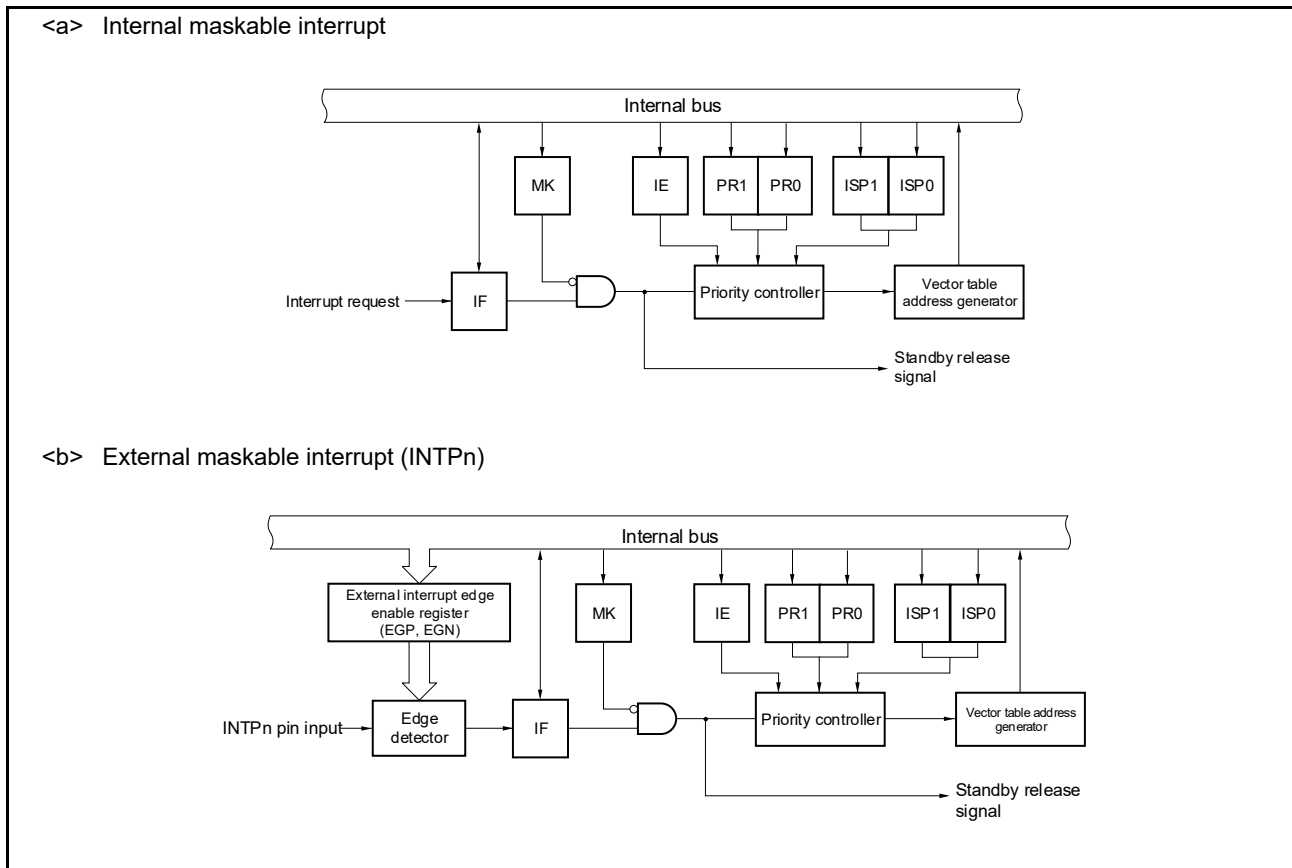 <a> Internal maskable interrupt
Internal bus
MK
IE
PR1
PR0
ISP1
ISP0
Interrupt request
IF
Priority controller
Vector table
address generator
Standby release
signal
<b> External maskable interrupt (INTPn)
Internal bus
External interrupt edge
enable register
(EGP, EGN)
MK
IE
PR1
PR0
ISP1
ISP0
INTPn pin input
Edge
detector
IF
Priority controller
Vector table address
generator
Standby release
signal